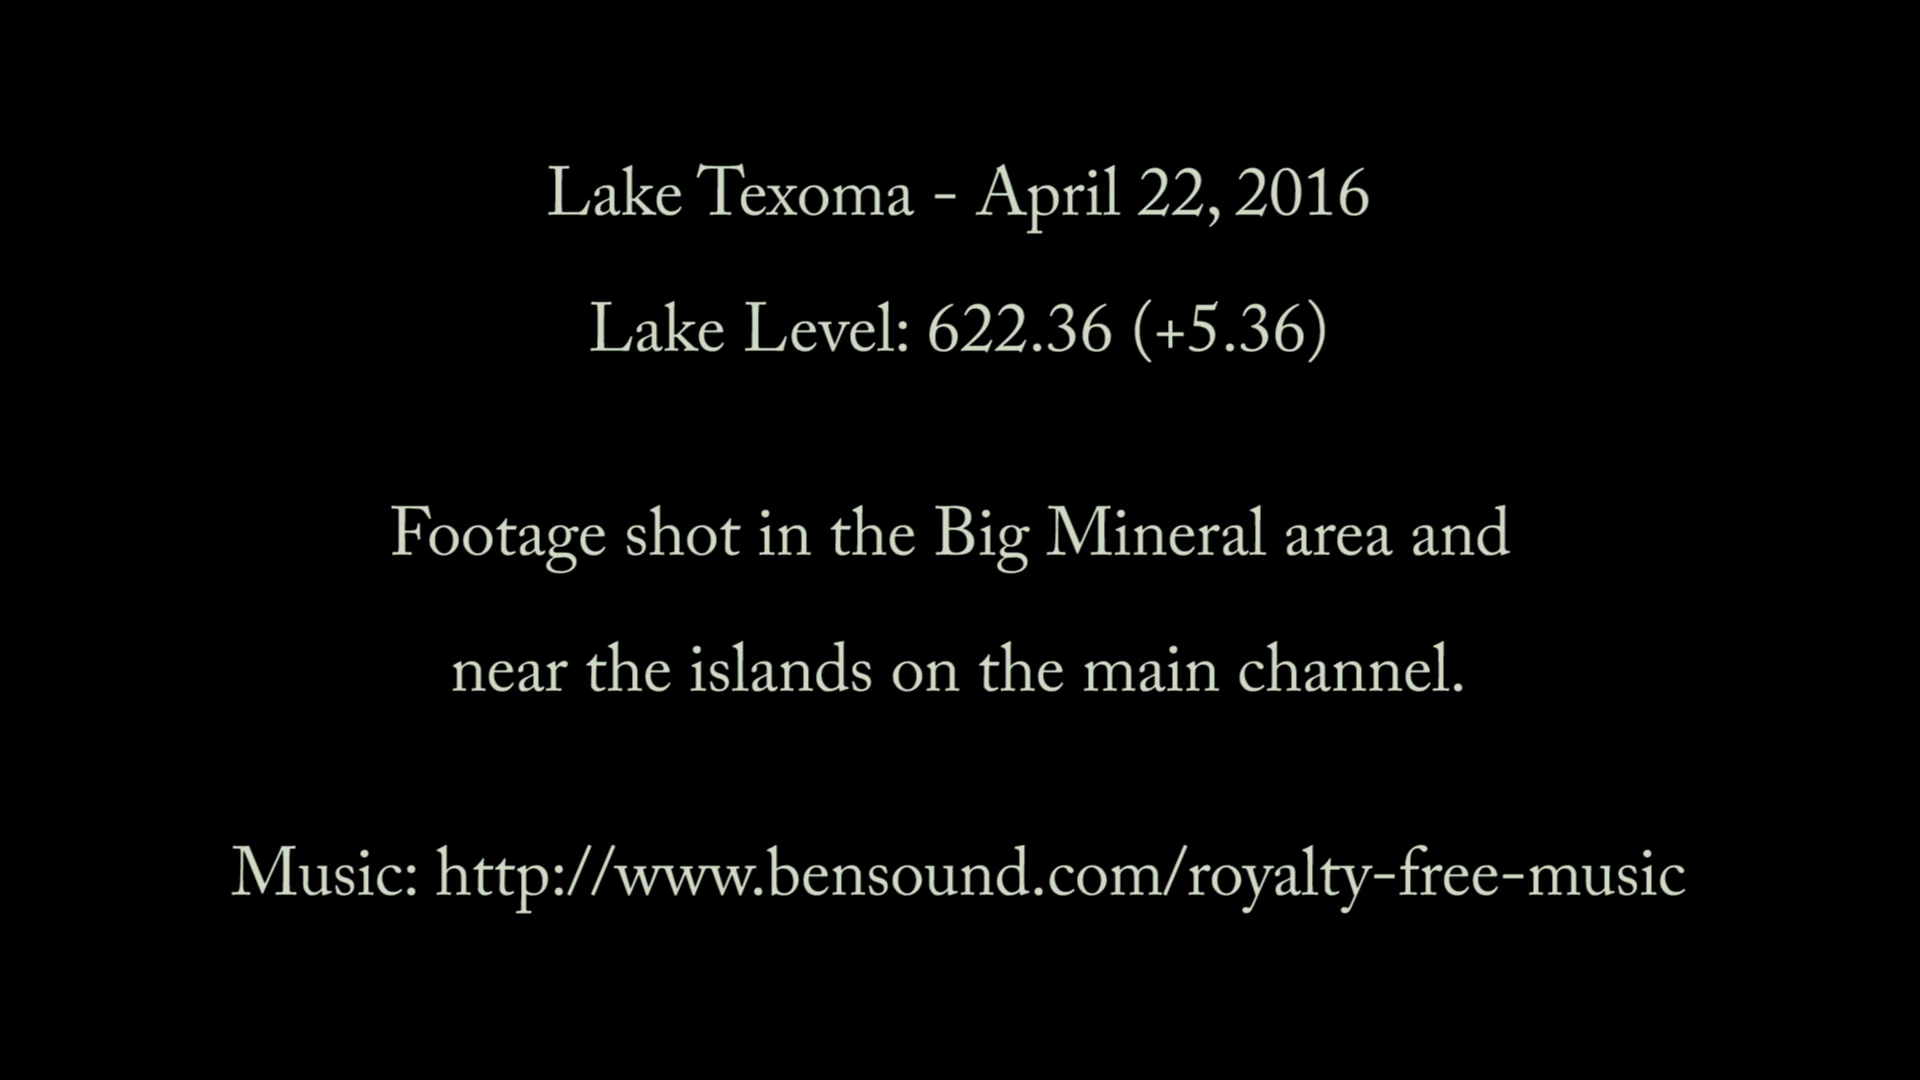 Lake Texoma - April 22, 2016
Lake Level: 622.36 (+5.36)
Footage shot in the Big Mineral area and
near the islands on the main channel.
Music: http://www.bensound.com/royalty-free-music